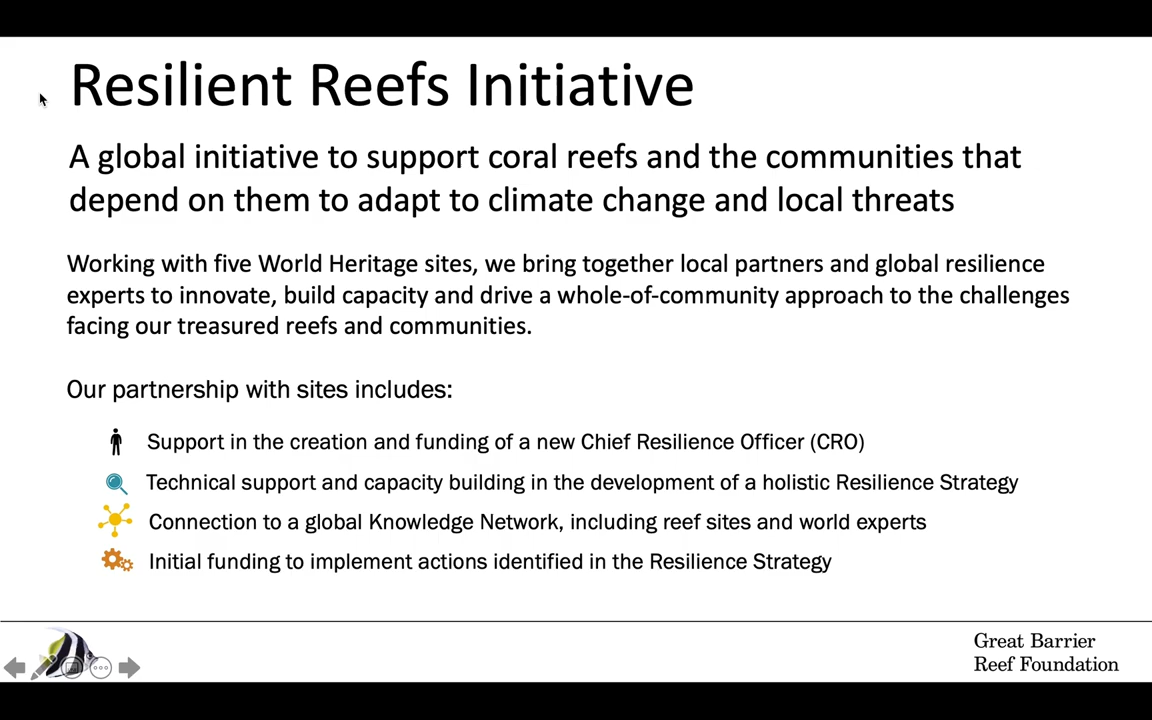 Resilient Reefs Initiative
A global initiative to support coral reefs and the communities that
depend on them to adapt to climate change and local threats
Working with five World Heritage sites, we bring together local partners and global resilience
experts to innovate, build capacity and drive a whole-of-community approach to the challenges
facing our treasured reefs and communities.
Our partnership with sites includes:
Support in the creation and funding of a new Chief Resilience Officer (CRO)
Technical support and capacity building in the development of a holistic Resilience Strategy
Connection to a global Knowledge Network, including reef sites and world experts
Initial funding to implement actions identified in the Resilience Strategy
Great Barrier
Reef Foundation